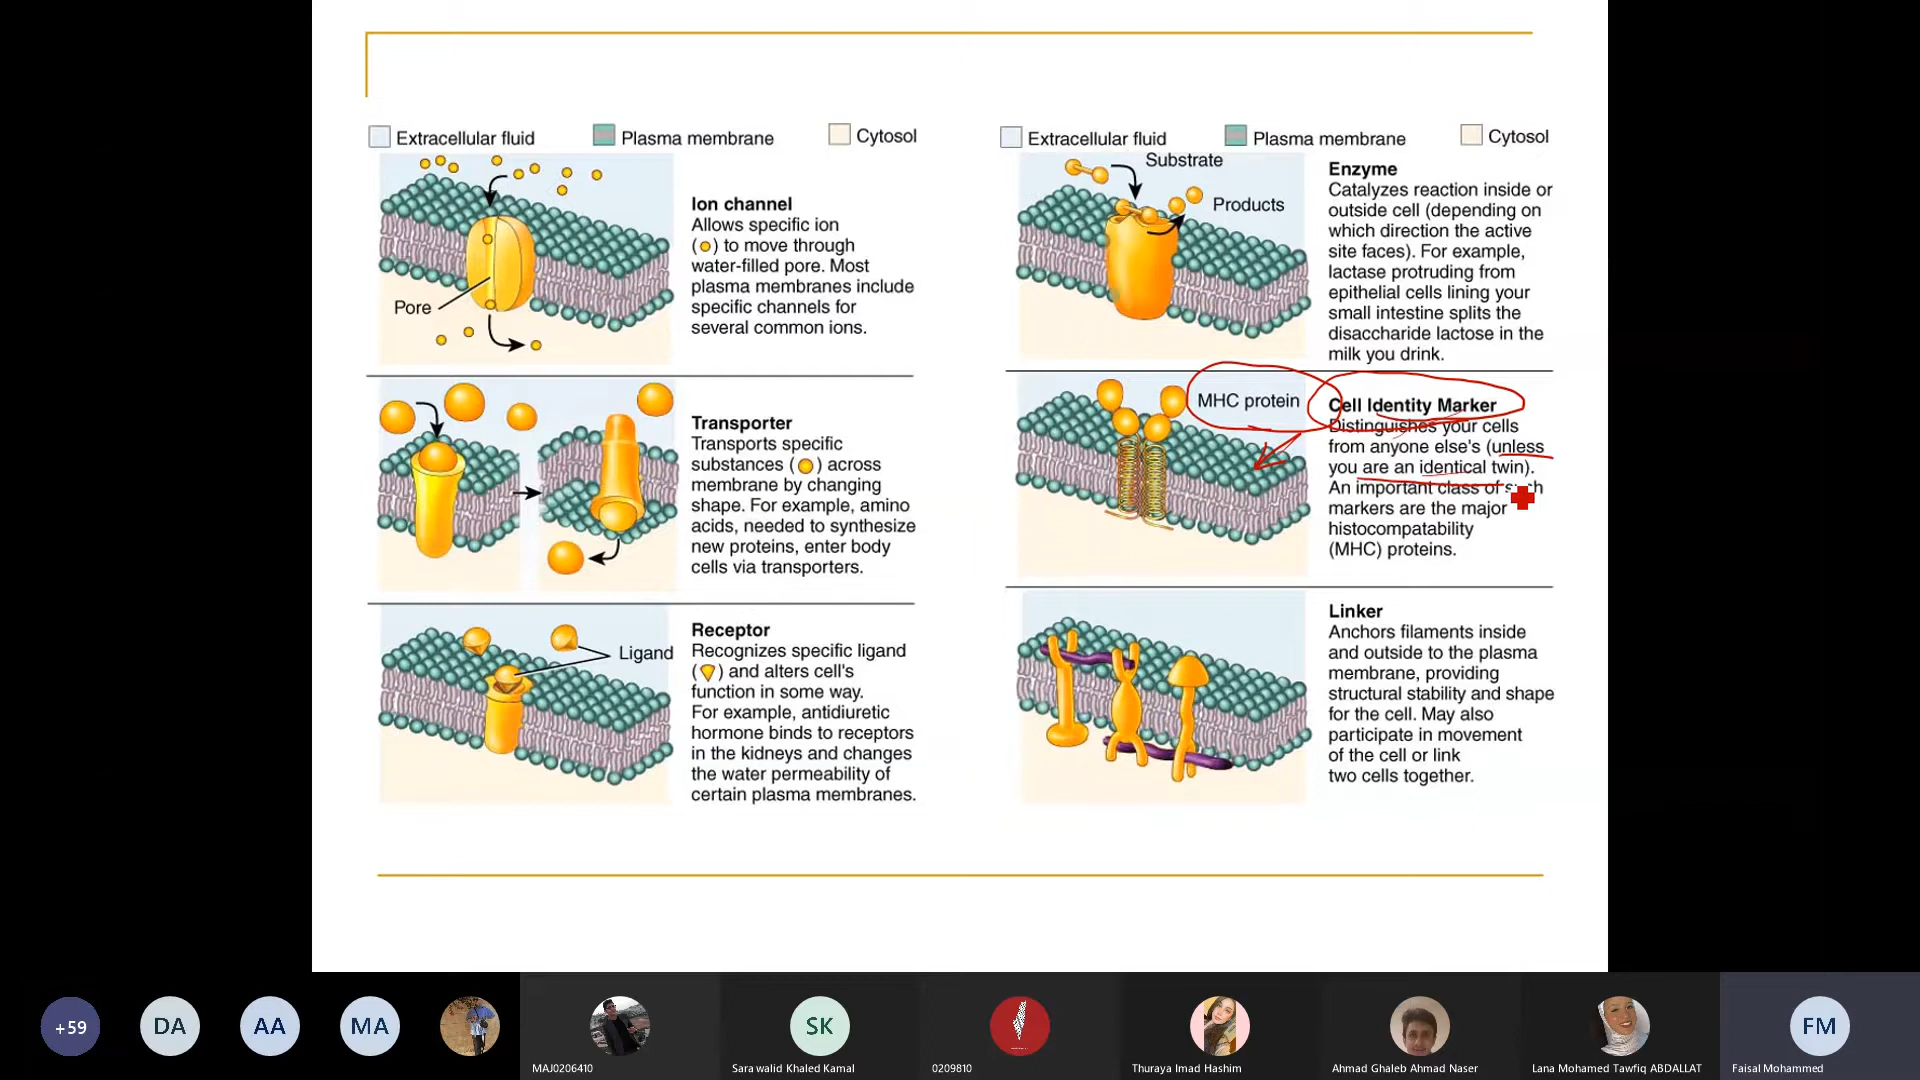 Extracellular fluid
Plasma membrane
Cytosol
Pore
Ion channel
Allows specific ion
( ) to move through
water-filled pore. Most
plasma membranes include
specific channels for
several common ions.
Transporter
Transports specific
substances ( ) across
membrane by changing
shape. For example, amino
acids, needed to synthesize
new proteins, enter body
cells via transporters.
Ligand
Receptor
Recognizes specific ligand
( ) and alters cell's
function in some way.
For example, antidiuretic
hormone binds to receptors
in the kidneys and changes
the water permeability of
certain plasma membranes.
Extracellular fluid
Plasma membrane
Cytosol
Substrate
Products
Enzyme
Catalyzes reaction inside or
outside cell (depending on
which direction the active
site faces). For example,
lactase protruding from
epithelial cells lining your
small intestine splits the
disaccharide lactose in the
milk you drink.
MHC protein
Cell Identity Marker
Distinguishes your cells
from anyone else's (unless
you are an identical twin).
An important class of such
markers are the major
histocompatability
(MHC) proteins.
Linker
Anchors filaments inside
and outside to the plasma
membrane, providing
structural stability and shape
for the cell. May also
participate in movement
of the cell or link
two cells together.
+59
DA
AA
MA
MAJ0206410
SK
Sara walid Khaled Kamal
0209810
Thuraya Imad Hashim
Ahmad Ghaleb Ahmad Naser
Lana Mohamed Tawfiq ABDALLAT
FM
Faisal Mohammed